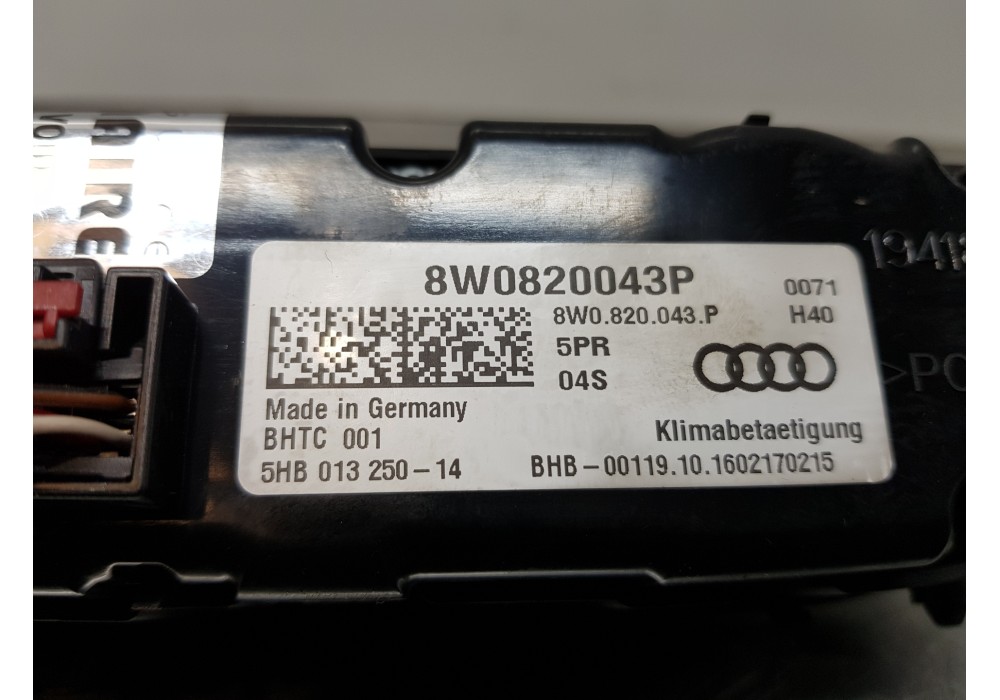 8W0820043P
0071
8W0.820.043.P
H40
5PR
04S
Made in Germany
BHTC 001
Klimabetaetigung
5HB 013 250-14
BHB-00119.10.1602170215
>PC